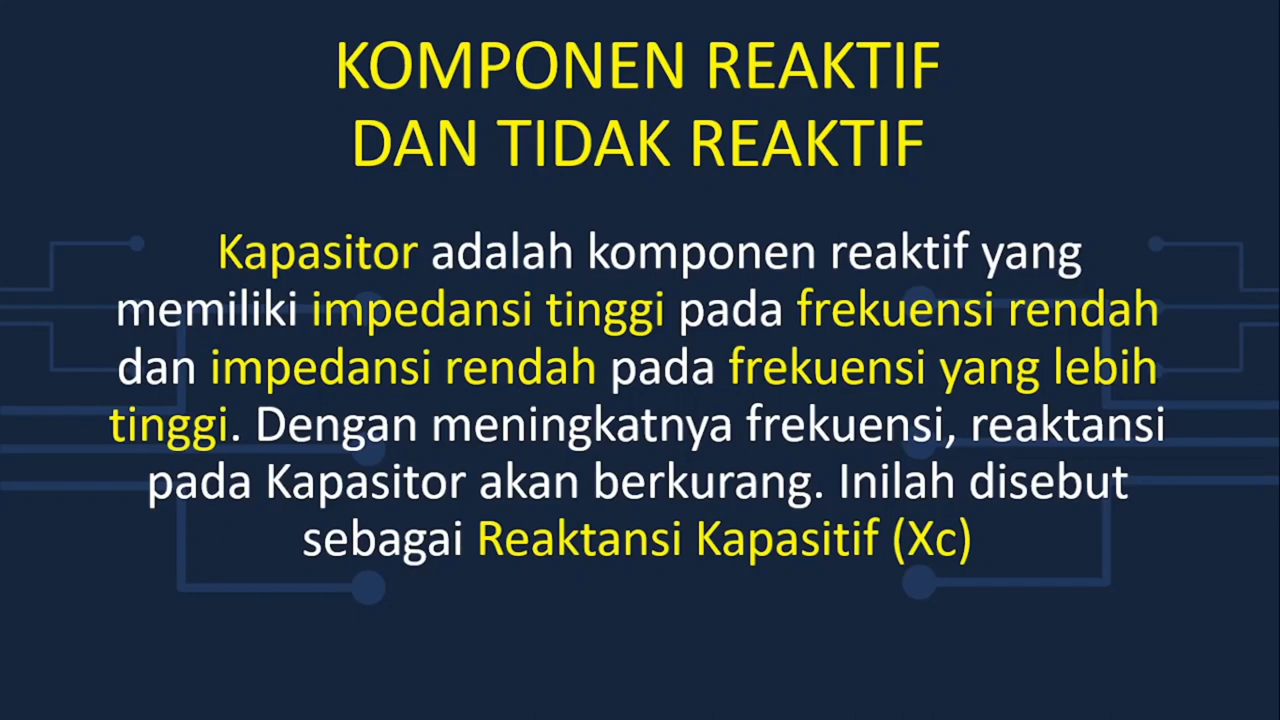 KOMPONEN REAKTIF
DAN TIDAK REAKTIF
Kapasitor adalah komponen reaktif yang
memiliki impedansi tinggi pada frekuensi rendah
dan impedansi rendah pada frekuensi yang lebih
tinggi. Dengan meningkatnya frekuensi, reaktansi
pada Kapasitor akan berkurang. Inilah disebut
sebagai Reaktansi Kapasitif (Xc)